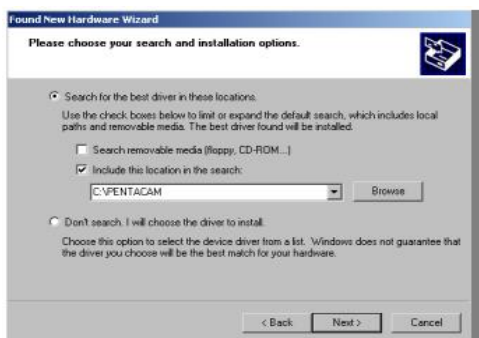 Found New Hardware Wizard
Please choose your search and installation options.
Search for the best driver in these locations.
Use the check boxes below to limit or expand the default search, which includes local
paths and removable media. The best driver found will be installed.
Search removable media (floppy, CD-ROM...)
Include this location in the search:
C:\PENTACAM
Browse
Don't search. I will choose the driver to install.
Choose this option to select the device driver from a list. Windows does not guarantee that
the driver you choose will be the best match for your hardware.
< Back
Next >
Cancel